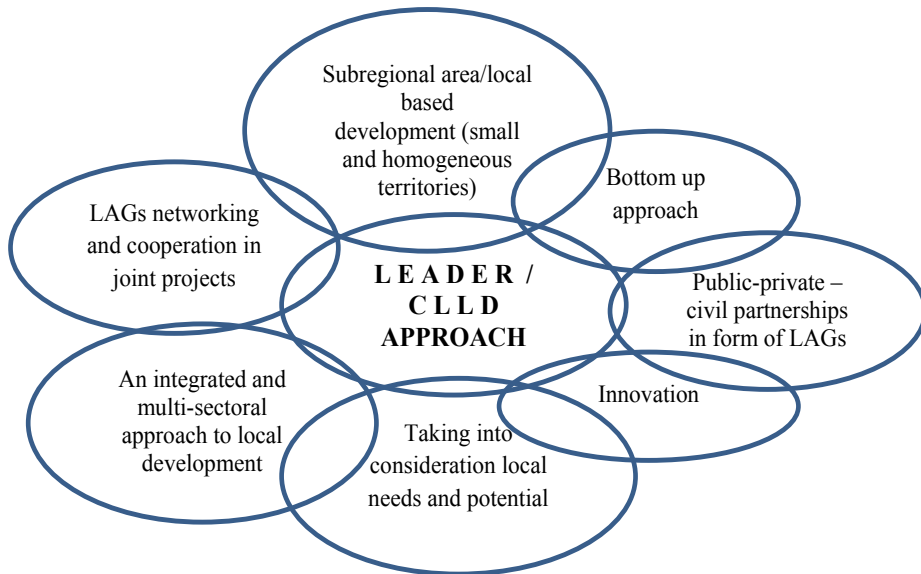 Subregional area/local
based
development (small
and homogeneous
territories)
Bottom up
approach
LAGs networking
and cooperation in
joint projects
L E A D E R /
C L L D
APPROACH
Public-private –
civil partnerships
in form of LAGs
An integrated and
multi-sectoral
approach to local
development
Innovation
Taking into
consideration local
needs and potential